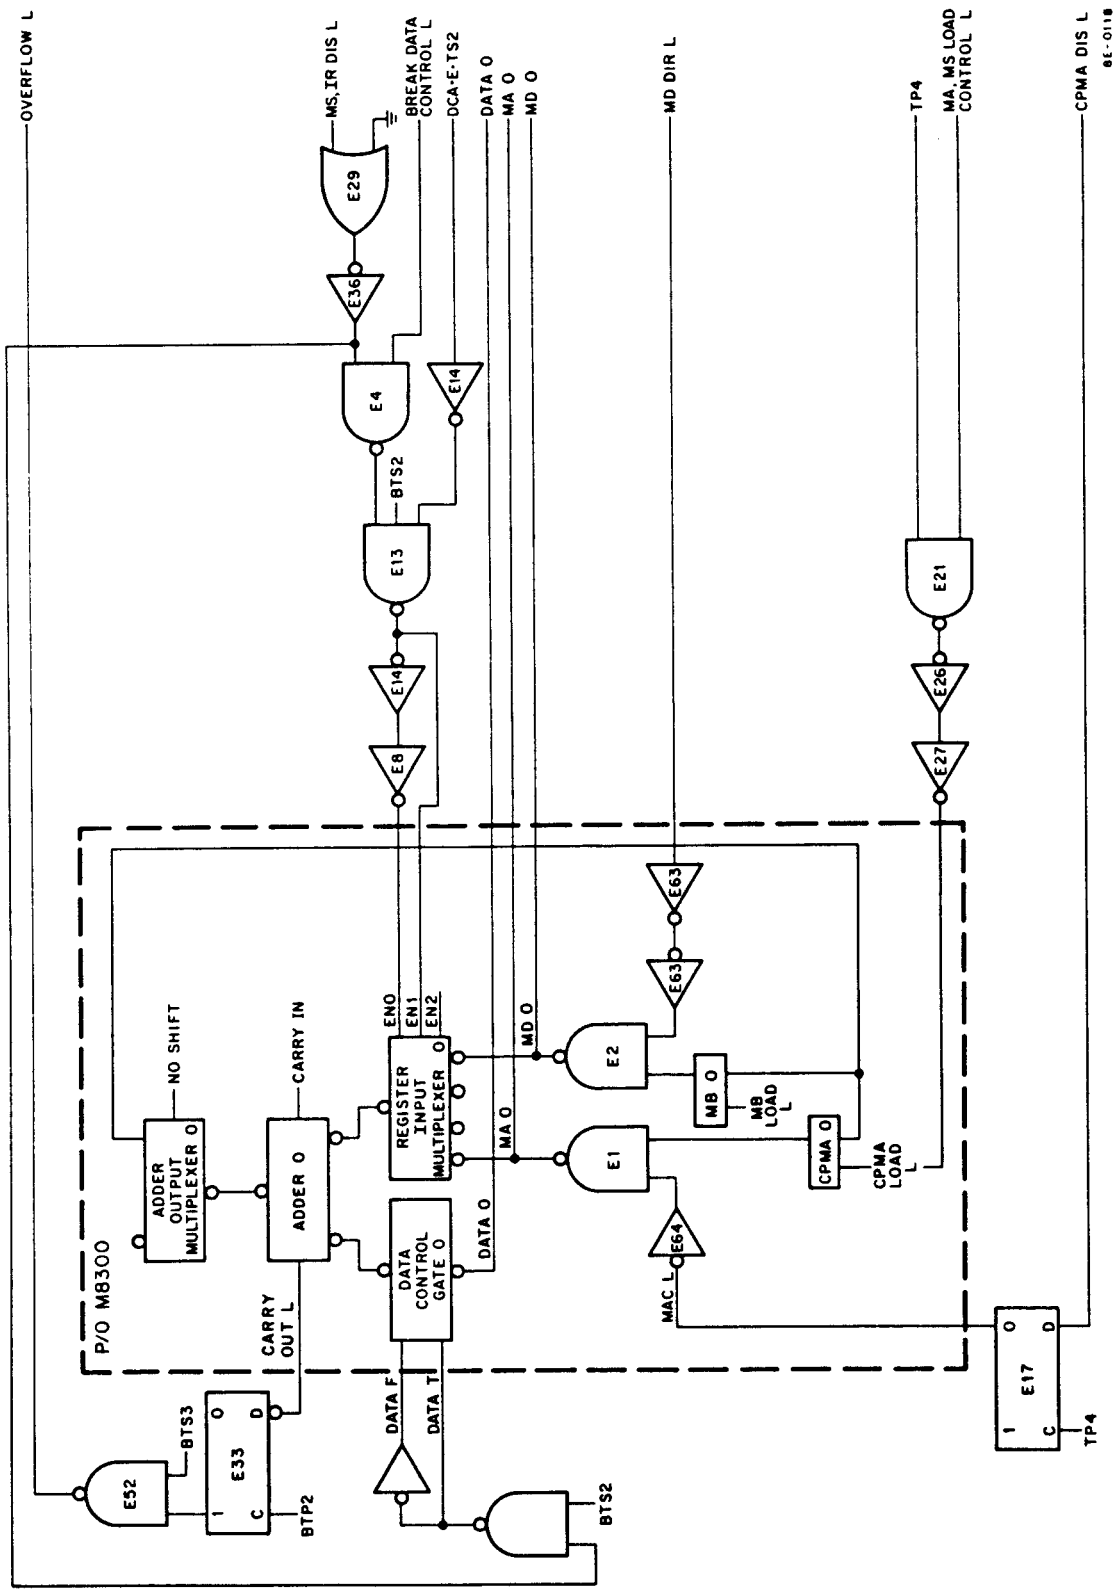 OVERFLOW L
MS, IR DIS L
BREAK DATA
CONTROL L
DCA•E•TS2
DATA 0
MA 0
MD 0
MD DIR L
TP4
MA, MS LOAD
CONTROL L
CPMA DIS L
8E-0118
E29
E36
E4
E14
BTS2
E13
E14
E8
E21
E26
E27
P/O M8300
ADDER
OUTPUT
MULTIPLEXER 0
NO SHIFT
ADDER 0
CARRY IN
CARRY
OUT L
EN0
EN1
EN2
REGISTER
INPUT
MULTIPLEXER 0
DATA
CONTROL
GATE 0
DATA 0
MA 0
MD 0
E63
E63
E2
E1
MB 0
MB
LOAD
L
CPMA 0
CPMA
LOAD
L
E64
MAC L
DATA F
DATA T
E52
BTS3
0
D
E33
1
C
BTP2
BTS2
0
D
E17
1
C
TP4